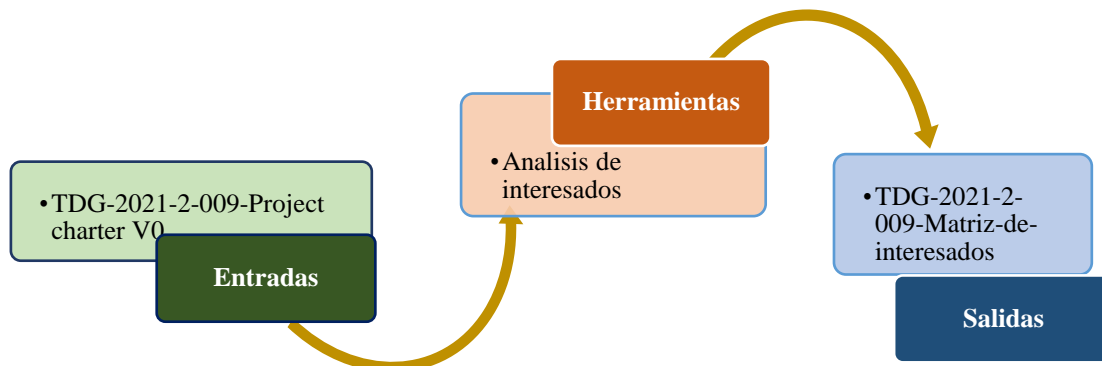 •TDG-2021-2-009-Project
charter V0
Entradas
Herramientas
•Analisis de
interesados
•TDG-2021-2-
009-Matriz-de-
interesados
Salidas